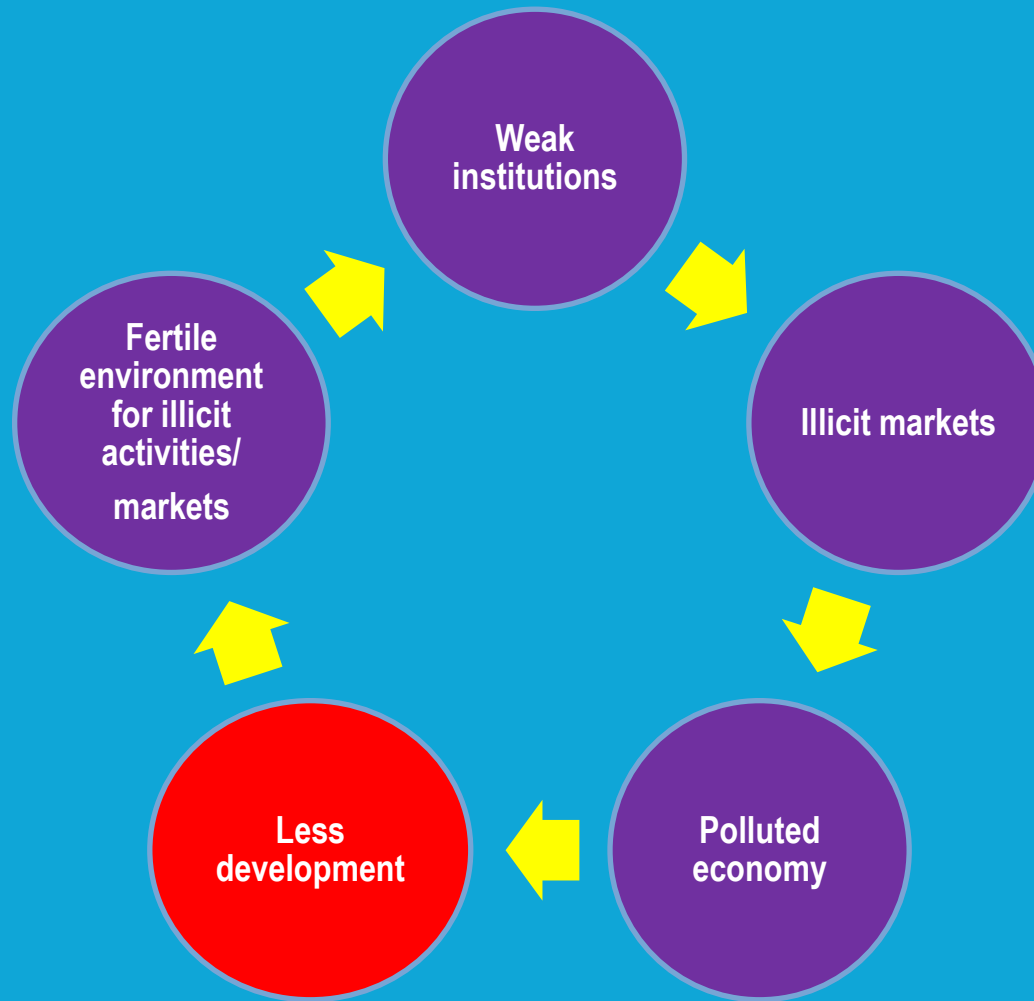 Weak
institutions
Illicit markets
Polluted
economy
Less
development
Fertile
environment
for illicit
activities/
markets